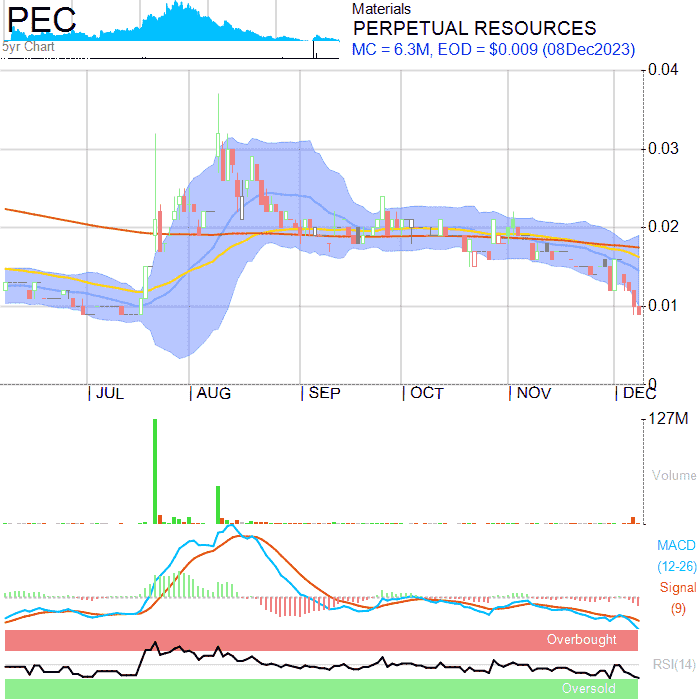 PEC
5yr Chart
Materials
PERPETUAL RESOURCES
MC = 6.3M, EOD = $0.009 (08Dec2023)
0.04
0.03
0.02
0.01
0
JUL
AUG
SEP
OCT
NOV
DEC
127M
Volume
MACD
(12-26)
Signal
(9)
Overbought
RSI(14)
Oversold